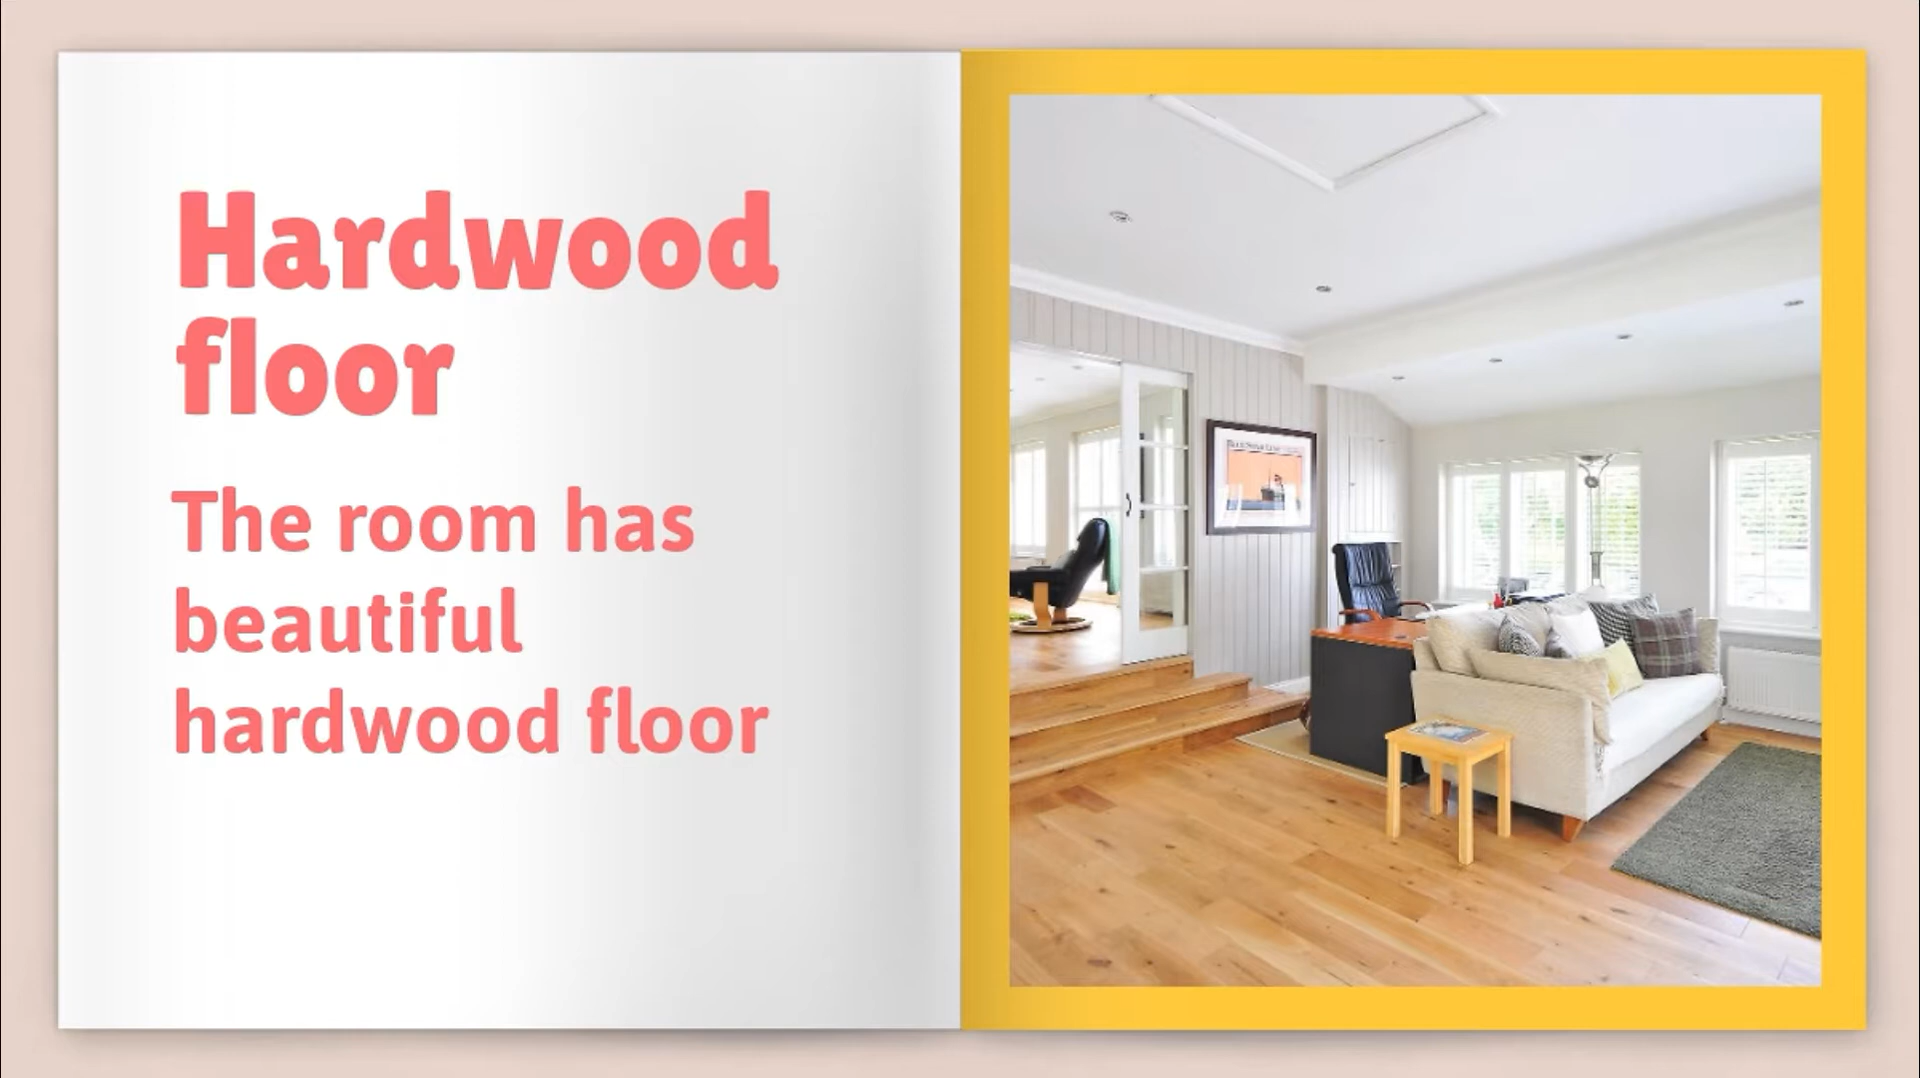 Hardwood
floor
The room has
beautiful
hardwood floor